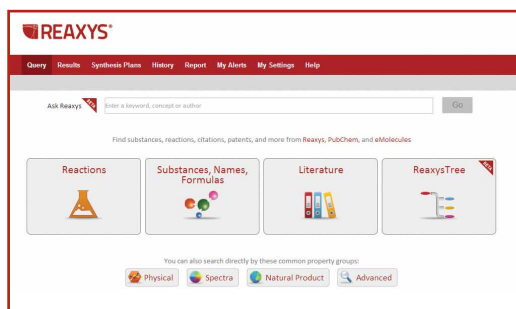 REAXYS®
Query Results Synthesis Plans History Report My Alerts My Settings Help
Ask Reaxys Enter a keyword, concept or author Go
Find substances, reactions, citations, patents, and more from Reaxys, PubChem, and eMolecules
Reactions
Substances, Names,
Formulas
Literature
ReaxysTree
You can also search directly by these common property groups:
Physical Spectra Natural Product Advanced